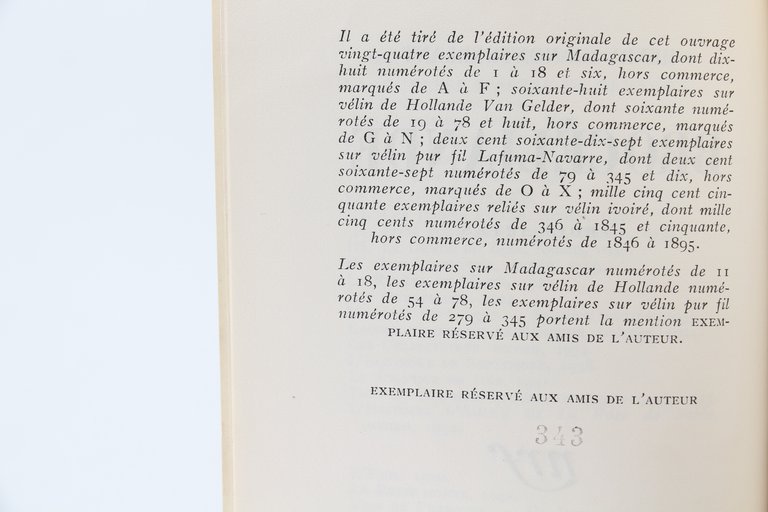 Il a été tiré de l'édition originale de cet ouvrage
vingt-quatre exemplaires sur Madagascar, dont dix-
huit numérotés de 1 à 18 et six, hors commerce,
marqués de A à F ; soixante-huit exemplaires sur
vélin de Hollande Van Gelder, dont soixante numé-
rotés de 19 à 78 et huit, hors commerce, marqués
de G à N ; deux cent soixante-dix-sept exemplaires
sur vélin pur fil Lafuma-Navarre, dont deux cent
soixante-sept numérotés de 79 à 345 et dix, hors
commerce, marqués de O à X ; mille cinq cent cin-
quante exemplaires reliés sur vélin ivoiré, dont mille
cinq cents numérotés de 346 à 1845 et cinquante,
hors commerce, numérotés de 1846 à 1895.
Les exemplaires sur Madagascar numérotés de 11
à 18, les exemplaires sur vélin de Hollande numé-
rotés de 54 à 78, les exemplaires sur vélin pur fil
numérotés de 279 à 345 portent la mention EXEM-
PLAIRE RÉSERVÉ AUX AMIS DE L'AUTEUR.
EXEMPLAIRE RÉSERVÉ AUX AMIS DE L'AUTEUR
343